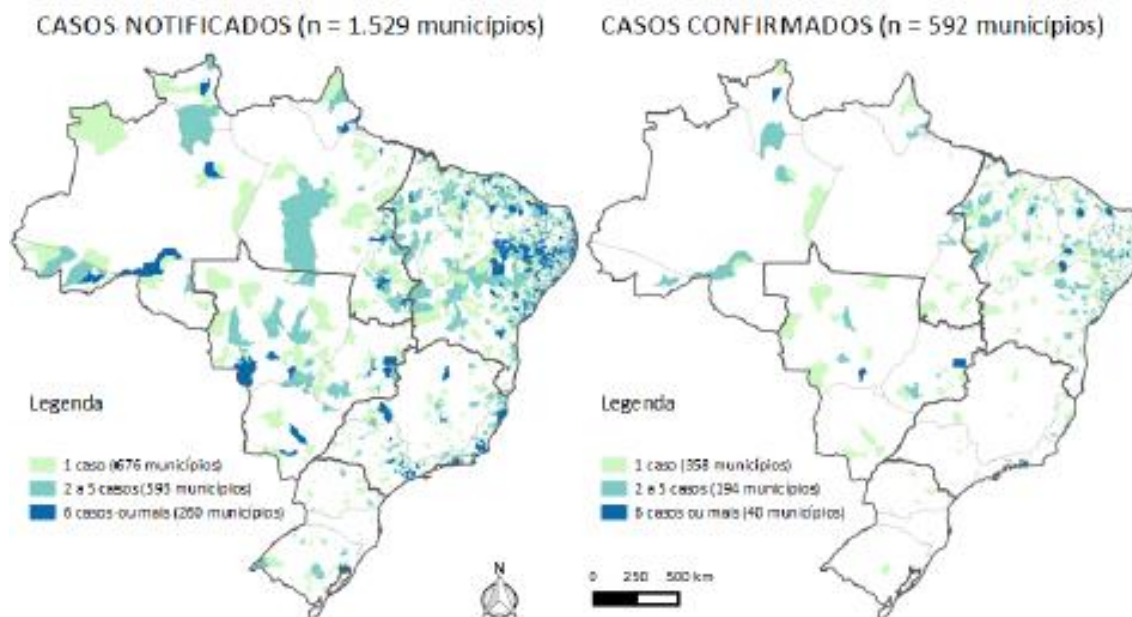 CASOS NOTIFICADOS (n = 1.529 municípios)
CASOS CONFIRMADOS (n = 592 municípios)
Legenda
1 caso (676 municípios)
2 a 5 casos (593 municípios)
6 casos ou mais (260 municípios)
Legenda
1 caso (358 municípios)
2 a 5 casos (194 municípios)
6 casos ou mais (40 municípios)
N
0 250 500 km